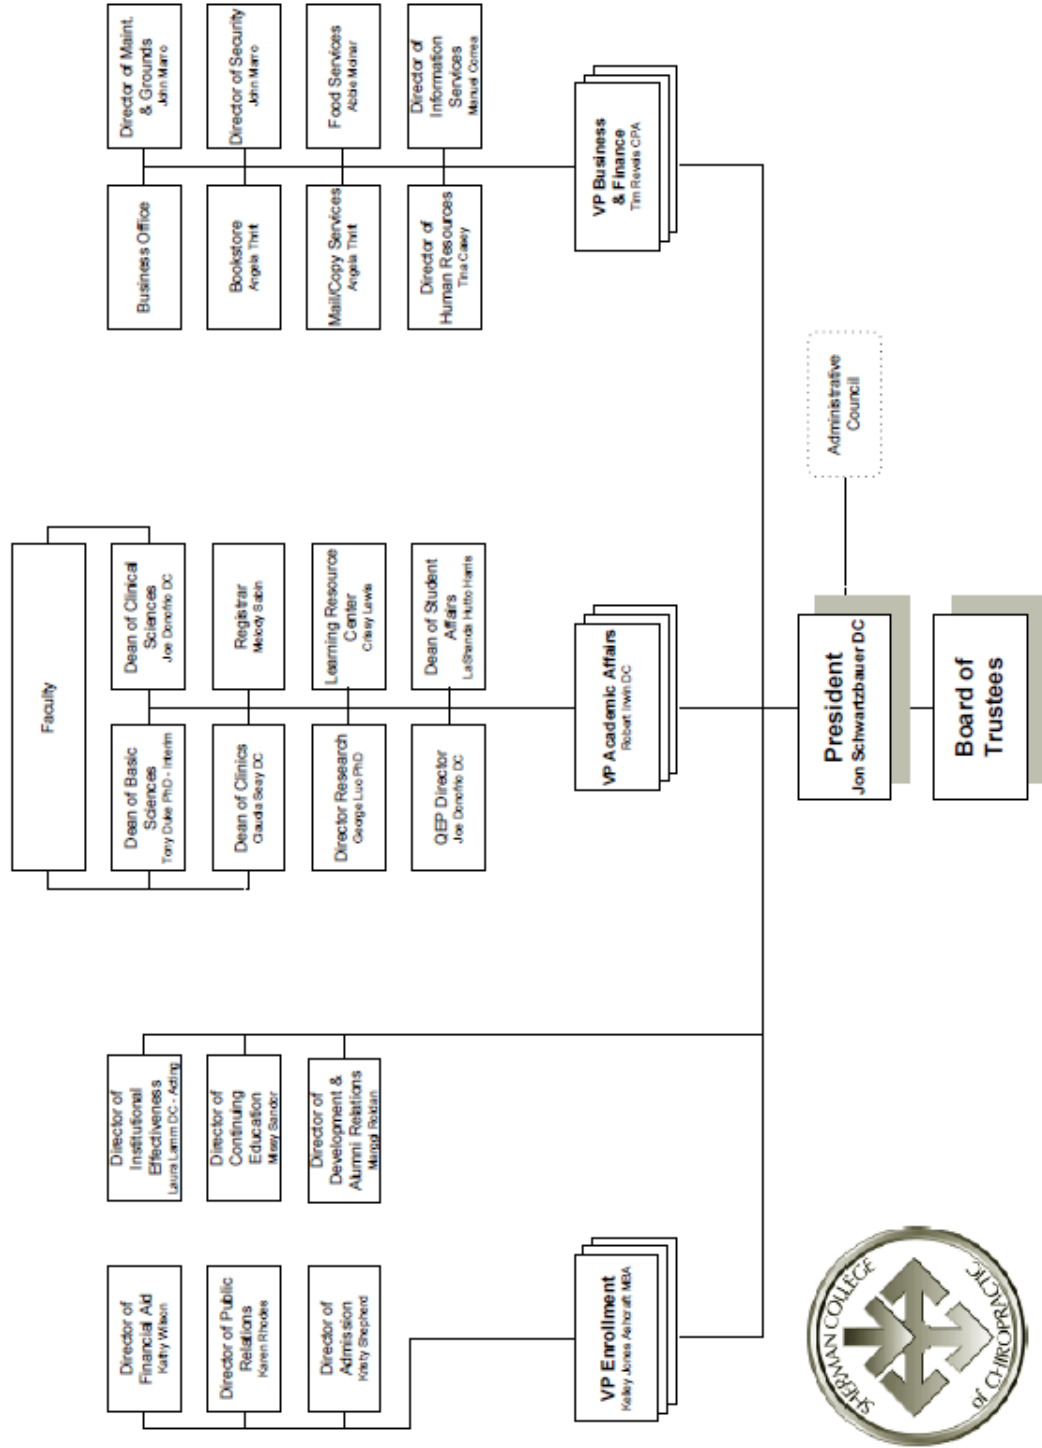 Director of Maint.
& Grounds
John Marro
Director of Security
John Marro
Food Services
Abbie Molnar
Director of
Information
Services
Manuel Correa
Business Office
Bookstore
Angela Thrift
Mail/Copy Services
Angela Thrift
Director of
Human Resources
Tina Casey
VP Business
& Finance
Tim Revels CPA
Faculty
Dean of Clinical
Sciences
Joe Donofrio DC
Registrar
Melody Sabin
Learning Resource
Center
Crissy Lewis
Dean of Student
Affairs
LaShanda Hutto Harris
Dean of Basic
Sciences
Tony Duke PhD - Interim
Dean of Clinics
Claudia Seay DC
Director Research
George Luo PhD
QEP Director
Joe Donofrio DC
VP Academic Affairs
Robert Irwin DC
Administrative
Council
President
Jon Schwartzbauer DC
Board of
Trustees
Director of
Institutional
Effectiveness
Laura Lamm DC - Acting
Director of
Continuing
Education
Missy Sandor
Director of
Development &
Alumni Relations
Marggi Roldan
Director of
Financial Aid
Kathy Wilson
Director of Public
Relations
Karen Rhodes
Director of
Admission
Kristy Shepherd
VP Enrollment
Kelley Jones Ashcraft MBA
SHERMAN COLLEGE
of CHIROPRACTIC